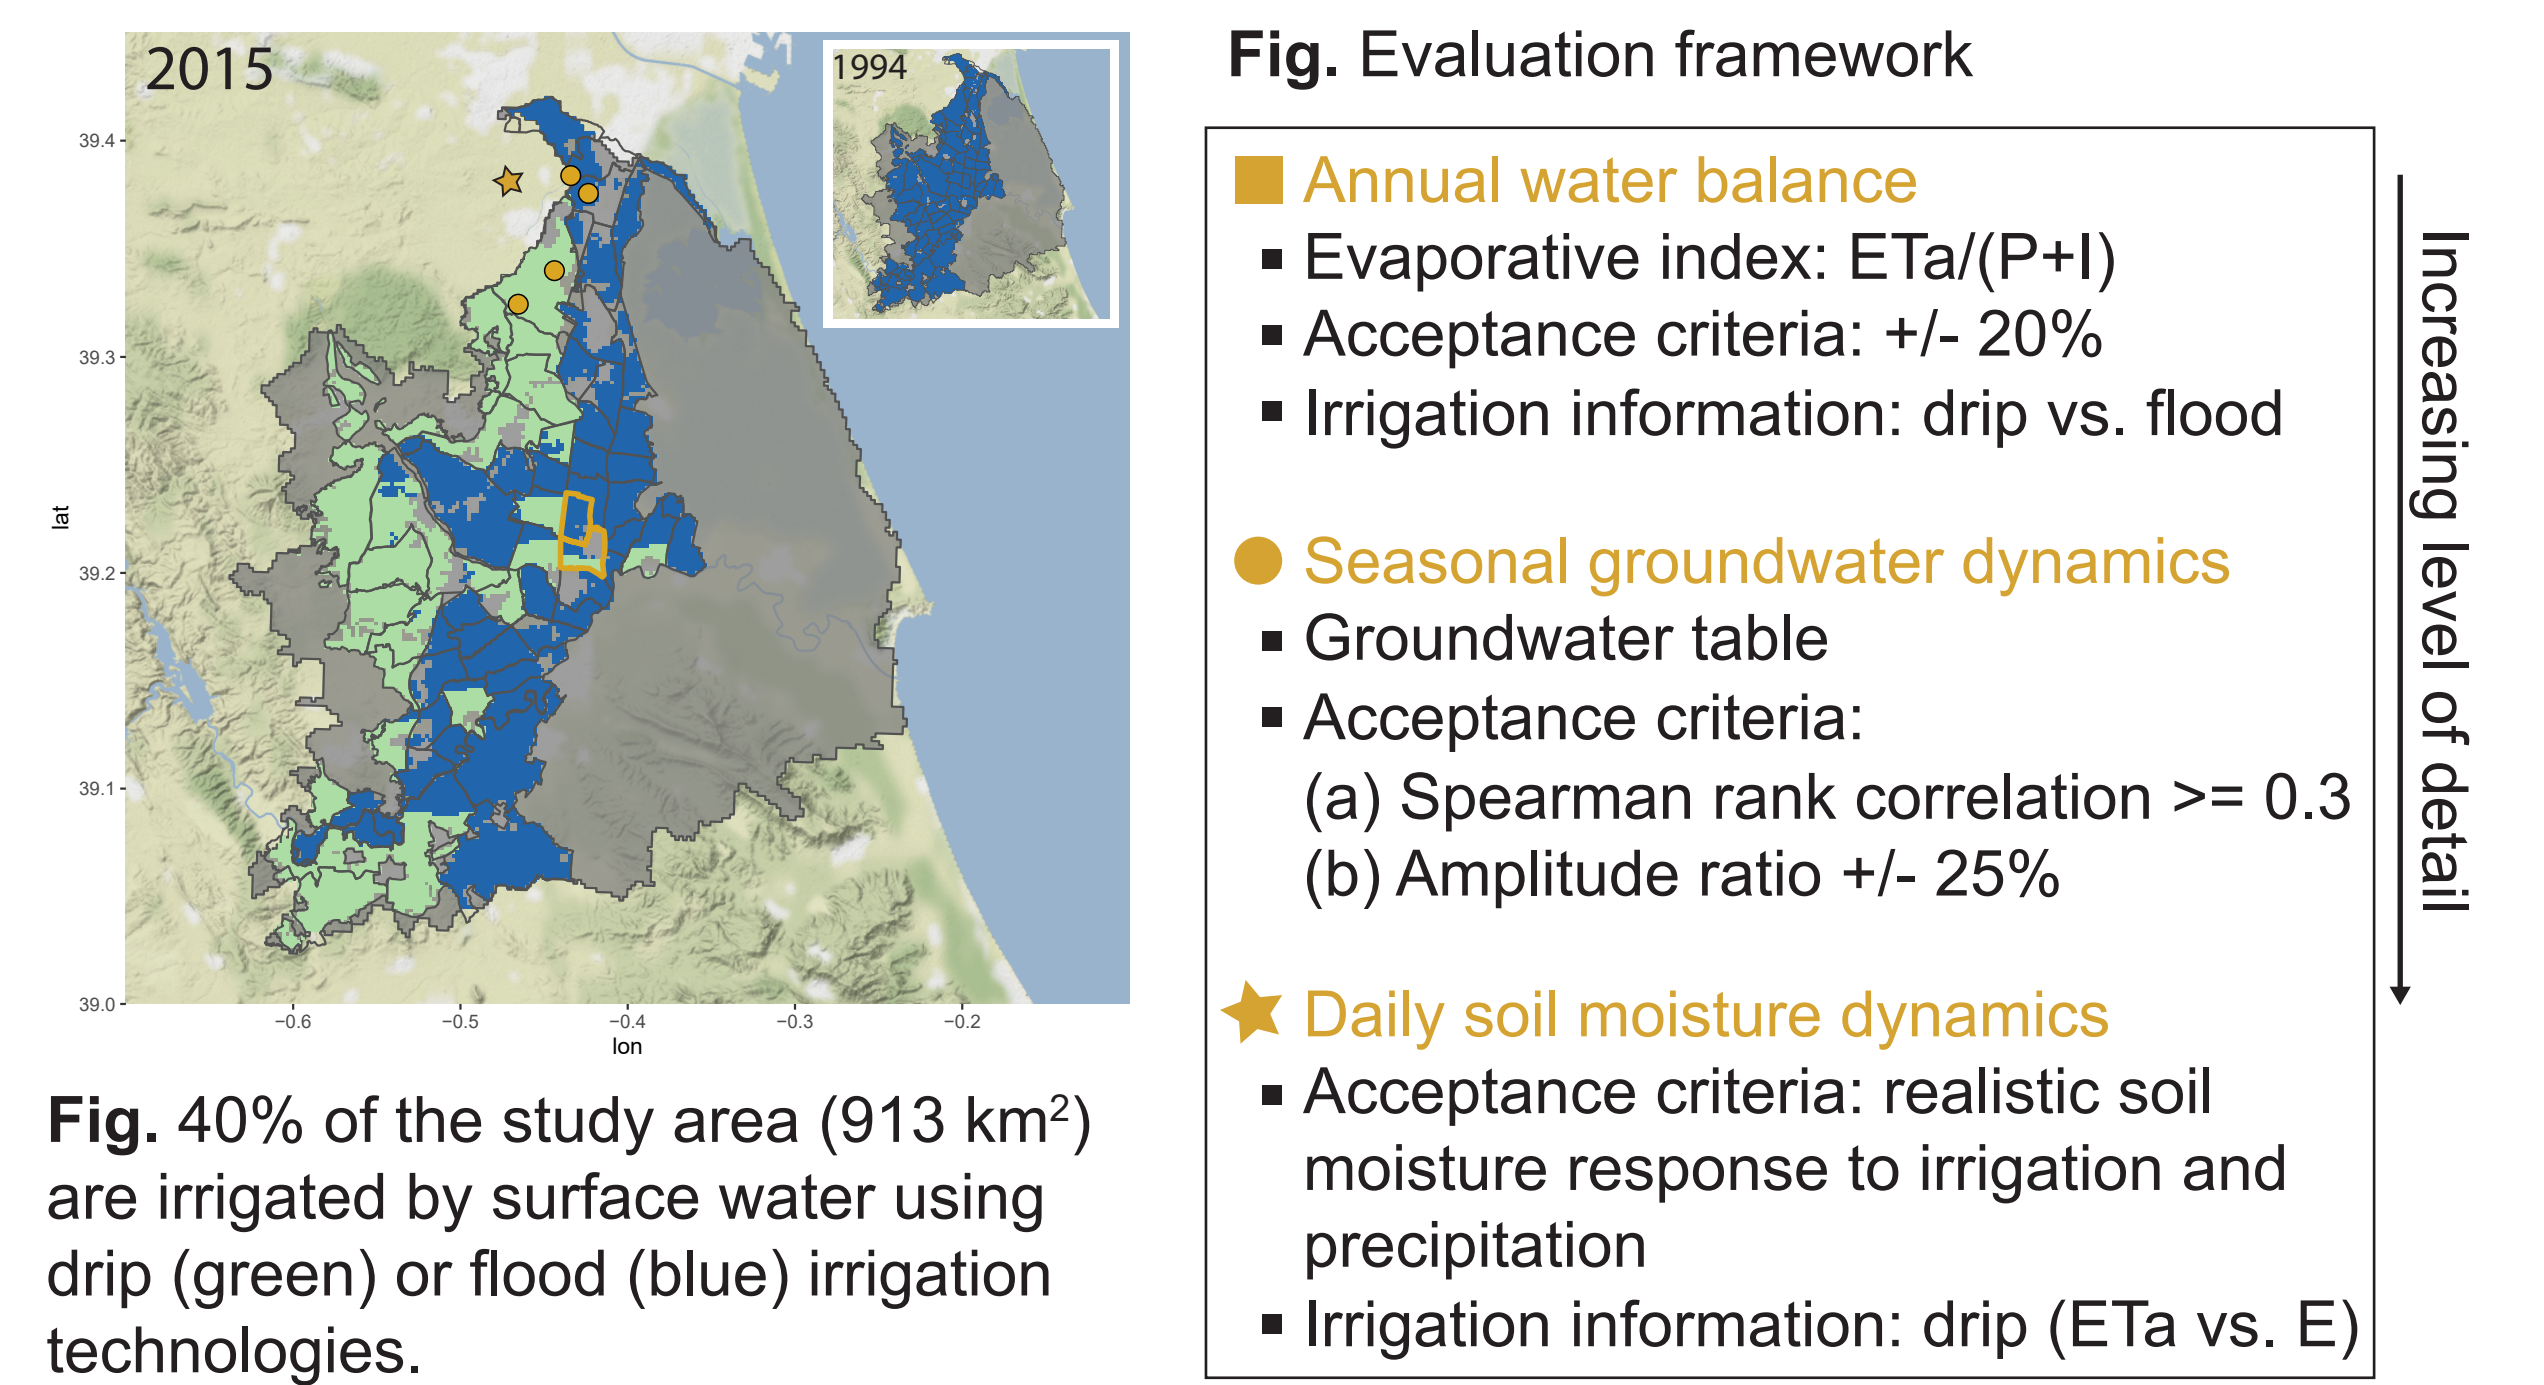 2015
1994
39.4
39.3
39.2
39.1
39.0
lat
−0.6 −0.5 −0.4 −0.3 −0.2
lon
Fig. 40% of the study area (913 km²)
are irrigated by surface water using
drip (green) or flood (blue) irrigation
technologies.
Fig. Evaluation framework
Annual water balance
▪ Evaporative index: ETa/(P+I)
▪ Acceptance criteria: +/- 20%
▪ Irrigation information: drip vs. flood
Seasonal groundwater dynamics
▪ Groundwater table
▪ Acceptance criteria:
(a) Spearman rank correlation >= 0.3
(b) Amplitude ratio +/- 25%
Daily soil moisture dynamics
▪ Acceptance criteria: realistic soil
moisture response to irrigation and
precipitation
▪ Irrigation information: drip (ETa vs. E)
Increasing level of detail